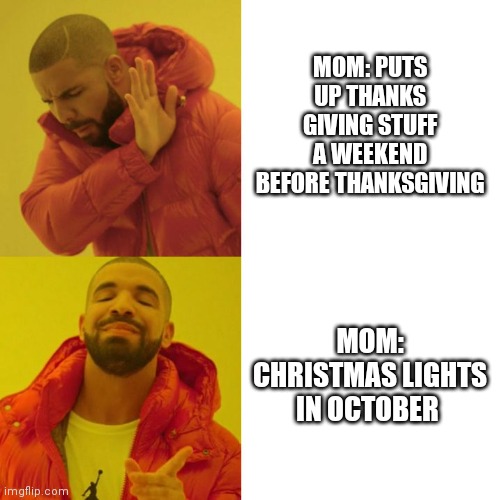 MOM: PUTS
UP THANKS
GIVING STUFF
A WEEKEND
BEFORE THANKSGIVING
MOM:
CHRISTMAS LIGHTS
IN OCTOBER
imgflip.com